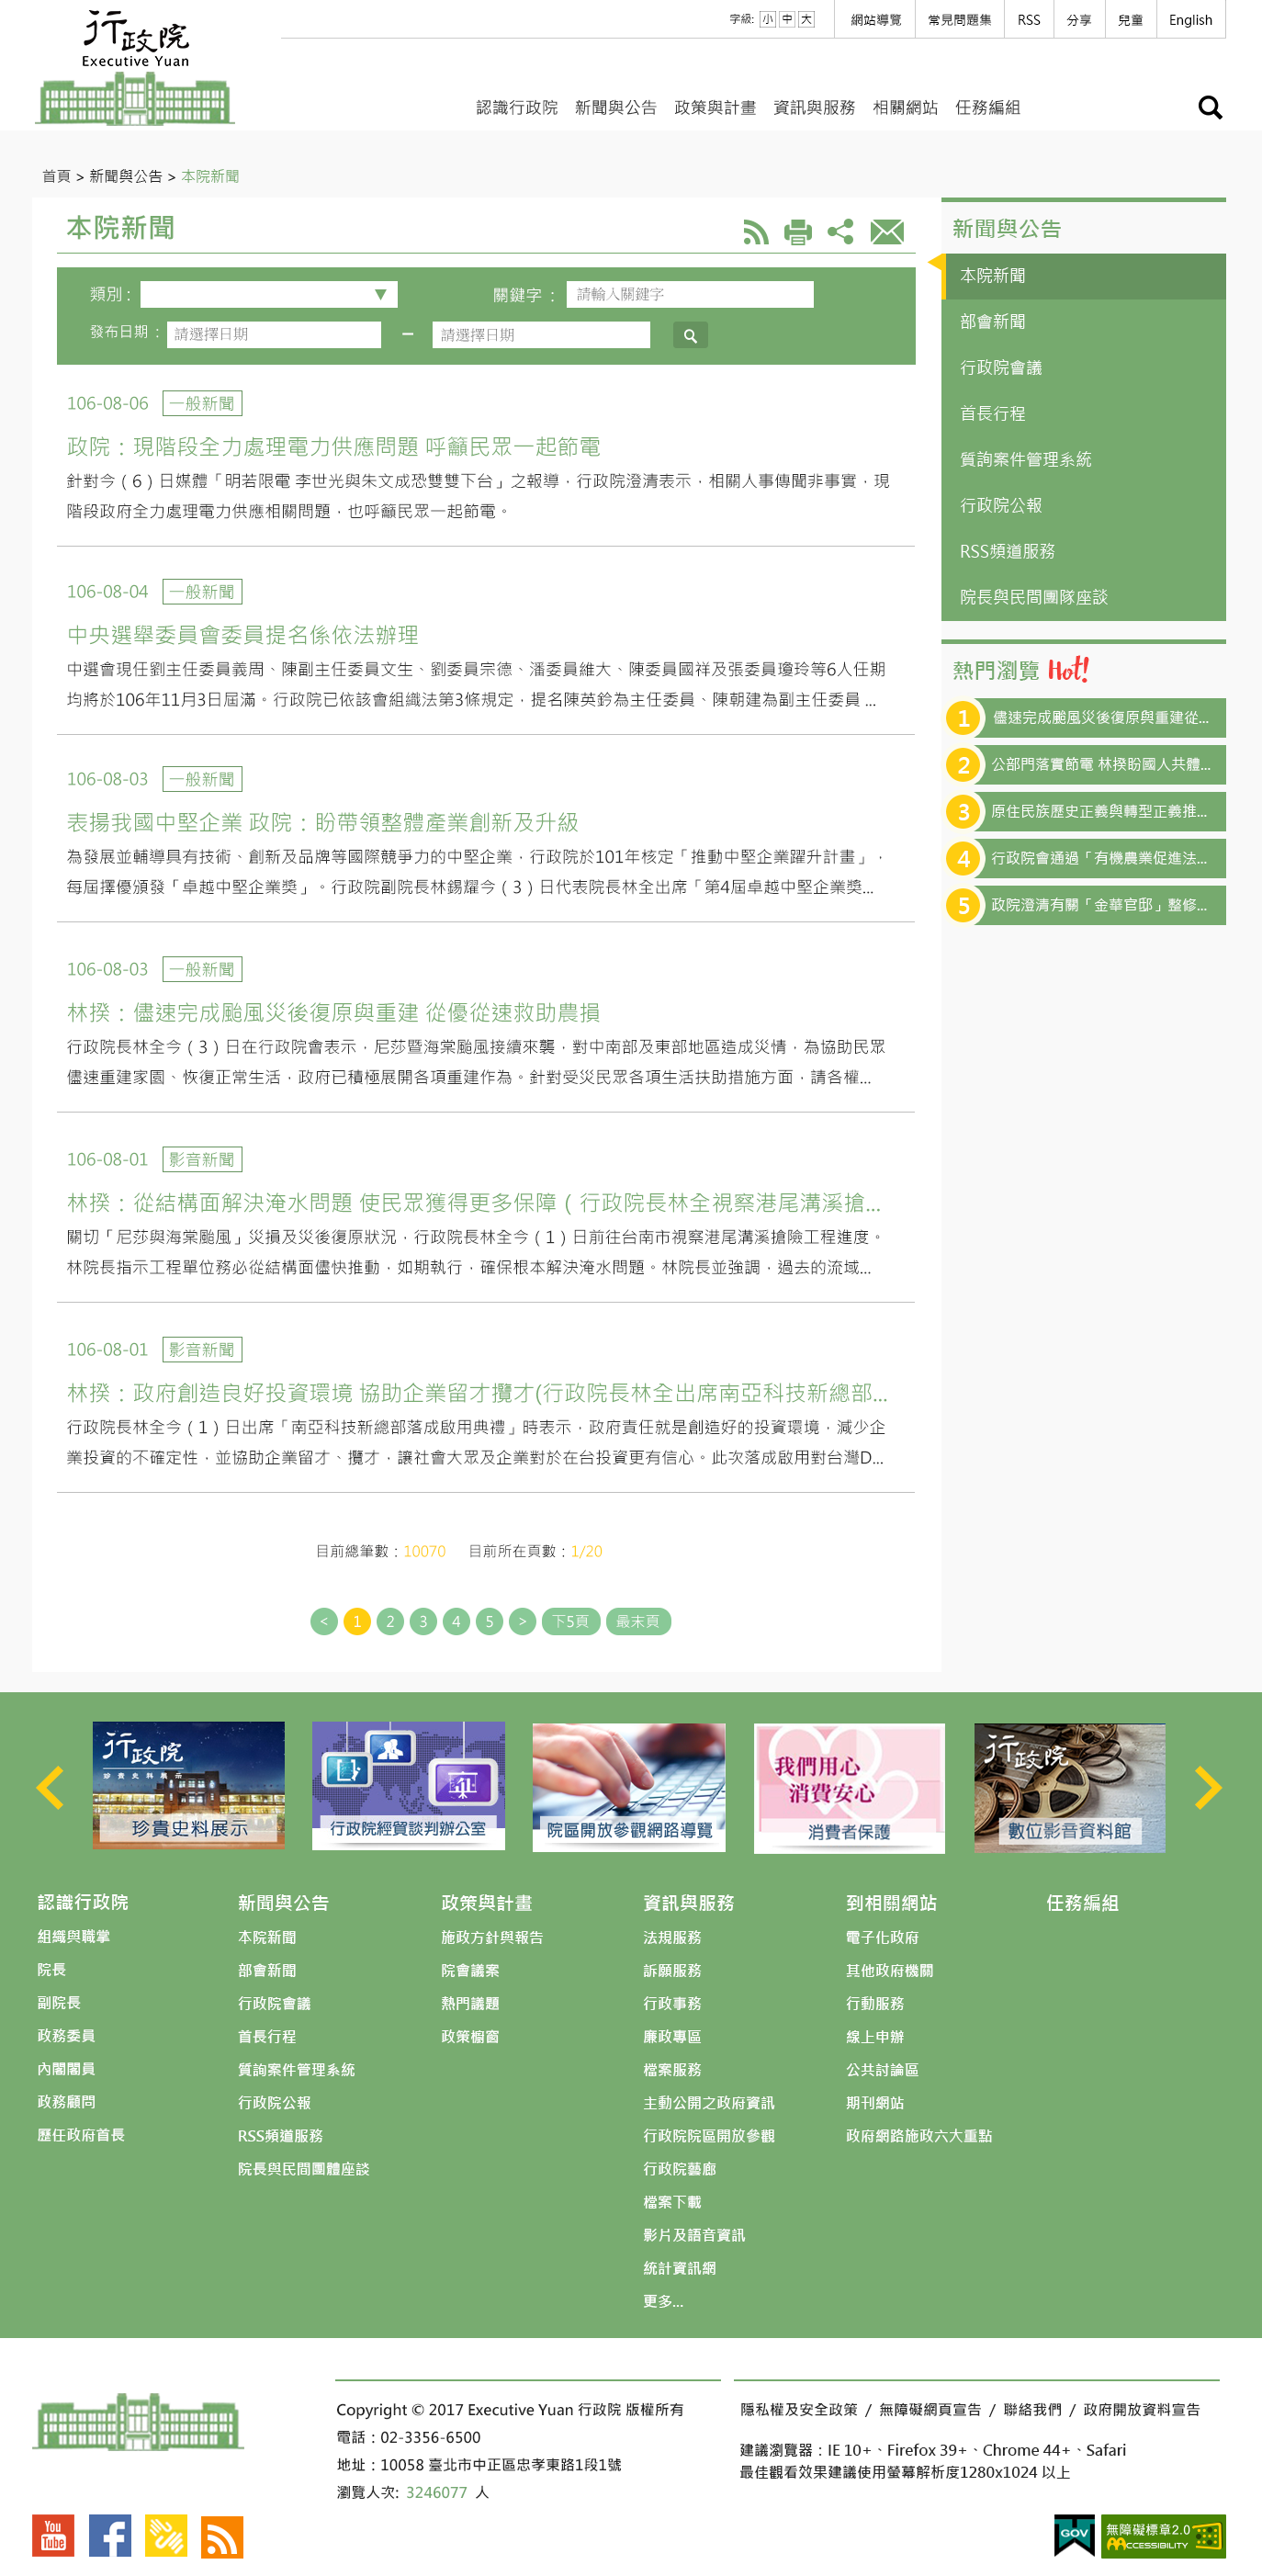 行政院
Executive Yuan
字級: 小 中 大 網站導覽 常見問題集 RSS 分享 兒童 English
認識行政院 新聞與公告 政策與計畫 資訊與服務 相關網站 任務編組
首頁 > 新聞與公告 > 本院新聞
本院新聞
類別： 關鍵字： 請輸入關鍵字
發布日期： 請選擇日期 － 請選擇日期
106-08-06 一般新聞
政院：現階段全力處理電力供應問題 呼籲民眾一起節電
針對今（6）日媒體「明若限電 李世光與朱文成恐雙雙下台」之報導，行政院澄清表示，相關人事傳聞非事實，現
階段政府全力處理電力供應相關問題，也呼籲民眾一起節電。
106-08-04 一般新聞
中央選舉委員會委員提名係依法辦理
中選會現任劉主任委員義周、陳副主任委員文生、劉委員宗德、潘委員維大、陳委員國祥及張委員瓊玲等6人任期
均將於106年11月3日屆滿。行政院已依該會組織法第3條規定，提名陳英鈐為主任委員、陳朝建為副主任委員 ...
106-08-03 一般新聞
表揚我國中堅企業 政院：盼帶領整體產業創新及升級
為發展並輔導具有技術、創新及品牌等國際競爭力的中堅企業，行政院於101年核定「推動中堅企業躍升計畫」，
每屆擇優頒發「卓越中堅企業獎」。行政院副院長林錫耀今（3）日代表院長林全出席「第4屆卓越中堅企業獎...
106-08-03 一般新聞
林揆：儘速完成颱風災後復原與重建 從優從速救助農損
行政院長林全今（3）日在行政院會表示，尼莎暨海棠颱風接續來襲，對中南部及東部地區造成災情，為協助民眾
儘速重建家園、恢復正常生活，政府已積極展開各項重建作為。針對受災民眾各項生活扶助措施方面，請各權...
106-08-01 影音新聞
林揆：從結構面解決淹水問題 使民眾獲得更多保障（行政院長林全視察港尾溝溪搶...
關切「尼莎與海棠颱風」災損及災後復原狀況，行政院長林全今（1）日前往台南市視察港尾溝溪搶險工程進度。
林院長指示工程單位務必從結構面儘快推動，如期執行，確保根本解決淹水問題。林院長並強調，過去的流域...
106-08-01 影音新聞
林揆：政府創造良好投資環境 協助企業留才攬才(行政院長林全出席南亞科技新總部...
行政院長林全今（1）日出席「南亞科技新總部落成啟用典禮」時表示，政府責任就是創造好的投資環境，減少企
業投資的不確定性，並協助企業留才、攬才，讓社會大眾及企業對於在台投資更有信心。此次落成啟用對台灣D...
目前總筆數：10070 目前所在頁數：1/20
< 1 2 3 4 5 > 下5頁 最末頁
新聞與公告
本院新聞
部會新聞
行政院會議
首長行程
質詢案件管理系統
行政院公報
RSS頻道服務
院長與民間團隊座談
熱門瀏覽 Hot!
1 儘速完成颱風災後復原與重建從...
2 公部門落實節電 林揆盼國人共體...
3 原住民族歷史正義與轉型正義推...
4 行政院會通過「有機農業促進法...
5 政院澄清有關「金華官邸」整修...
行政院
珍貴史料展示
珍貴史料展示
行政院經貿談判辦公室
院區開放參觀網路導覽
我們用心
消費安心
消費者保護
行政院
數位影音資料館
認識行政院
組織與職掌
院長
副院長
政務委員
內閣閣員
政務顧問
歷任政府首長
新聞與公告
本院新聞
部會新聞
行政院會議
首長行程
質詢案件管理系統
行政院公報
RSS頻道服務
院長與民間團體座談
政策與計畫
施政方針與報告
院會議案
熱門議題
政策櫥窗
資訊與服務
法規服務
訴願服務
行政事務
廉政專區
檔案服務
主動公開之政府資訊
行政院院區開放參觀
行政院藝廊
檔案下載
影片及語音資訊
統計資訊網
更多...
到相關網站
電子化政府
其他政府機關
行動服務
線上申辦
公共討論區
期刊網站
政府網路施政六大重點
任務編組
Copyright © 2017 Executive Yuan 行政院 版權所有
電話：02-3356-6500
地址：10058 臺北市中正區忠孝東路1段1號
瀏覽人次: 3246077 人
隱私權及安全政策 / 無障礙網頁宣告 / 聯絡我們 / 政府開放資料宣告
建議瀏覽器：IE 10+、Firefox 39+、Chrome 44+、Safari
最佳觀看效果建議使用螢幕解析度1280x1024 以上
You Tube
GOV
無障礙標章2.0
ACCESSIBILITY